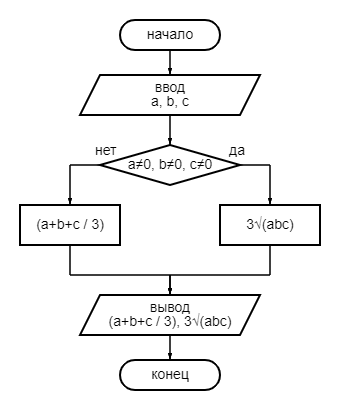 начало
ввод
a, b, c
нет
да
a≠0, b≠0, c≠0
(a+b+c / 3)
3√(abc)
вывод
(a+b+c / 3), 3√(abc)
конец